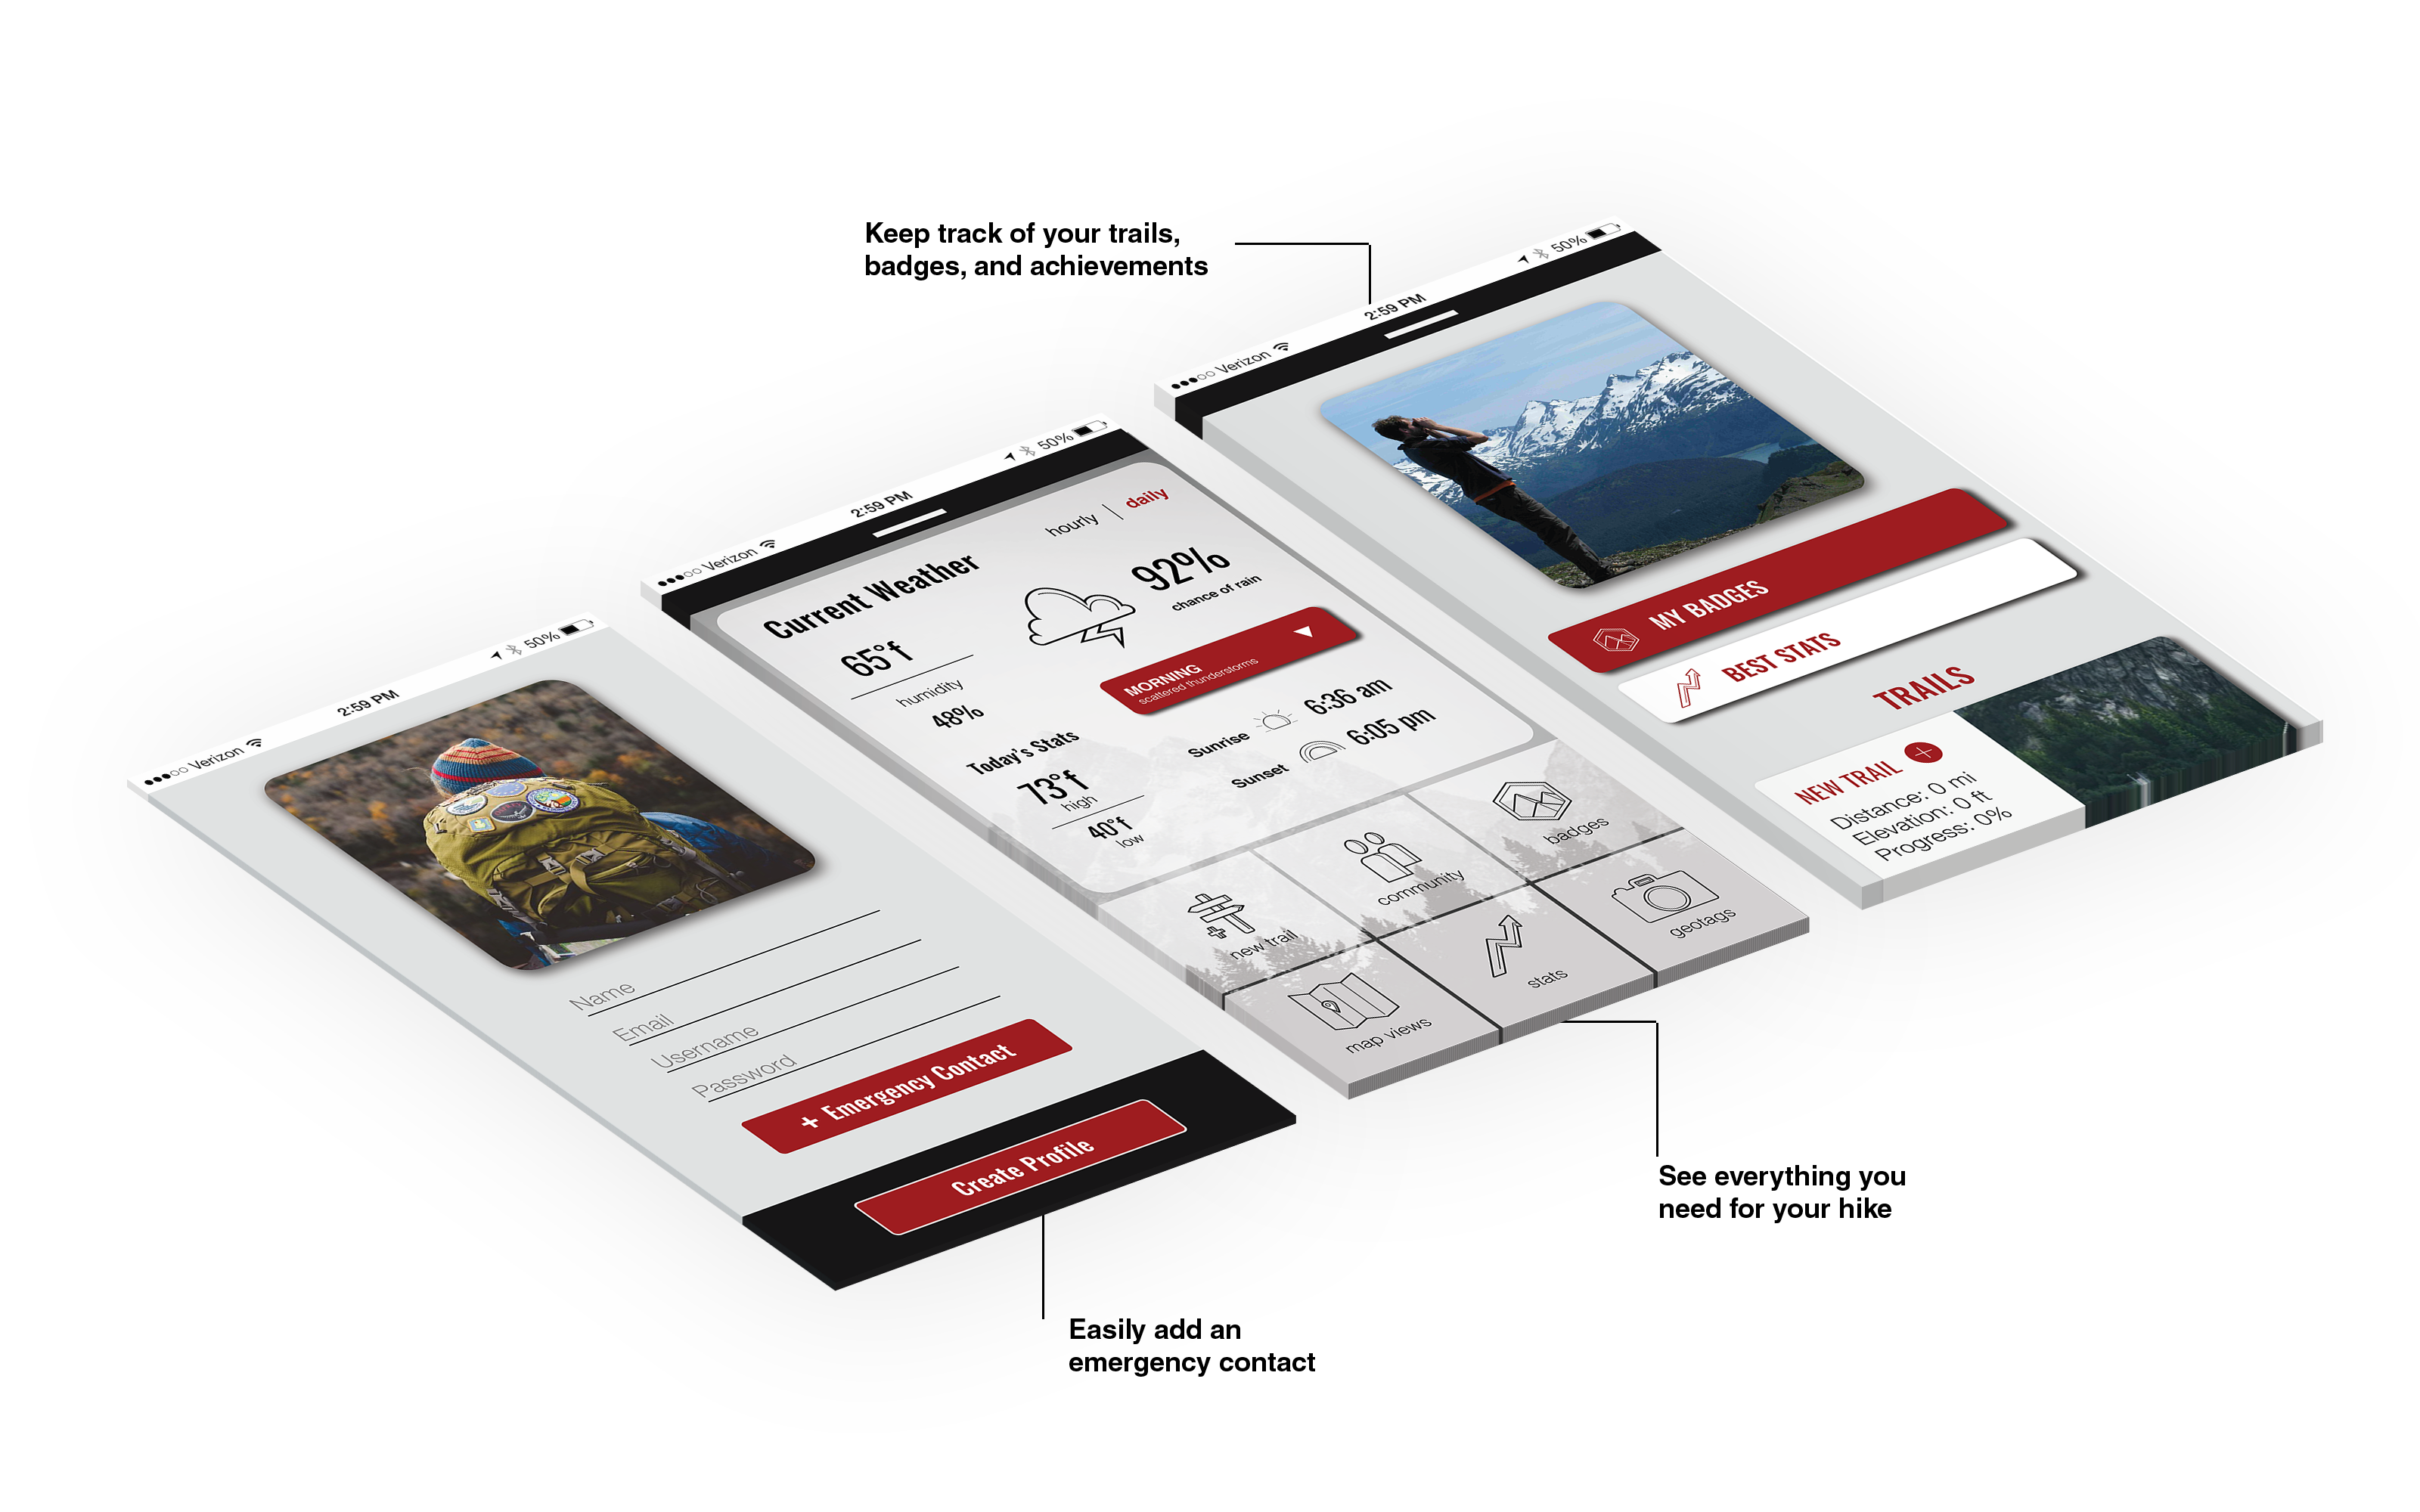 Keep track of your trails,
badges, and achievements
Verizon
2:59 PM
50%
Name
Email
Username
Password
+ Emergency Contact
Create Profile
Easily add an
emergency contact
Verizon
2:59 PM
50%
hourly | daily
Current Weather
65°f
humidity
48%
92%
chance of rain
MORNING
scattered thunderstorms
Today's Stats
73°f
high
40°f
low
Sunrise 6:36 am
Sunset 6:05 pm
new trail
community
badges
map views
stats
geotags
See everything you
need for your hike
Verizon
2:59 PM
50%
MY BADGES
BEST STATS
TRAILS
NEW TRAIL +
Distance: 0 mi
Elevation: 0 ft
Progress: 0%